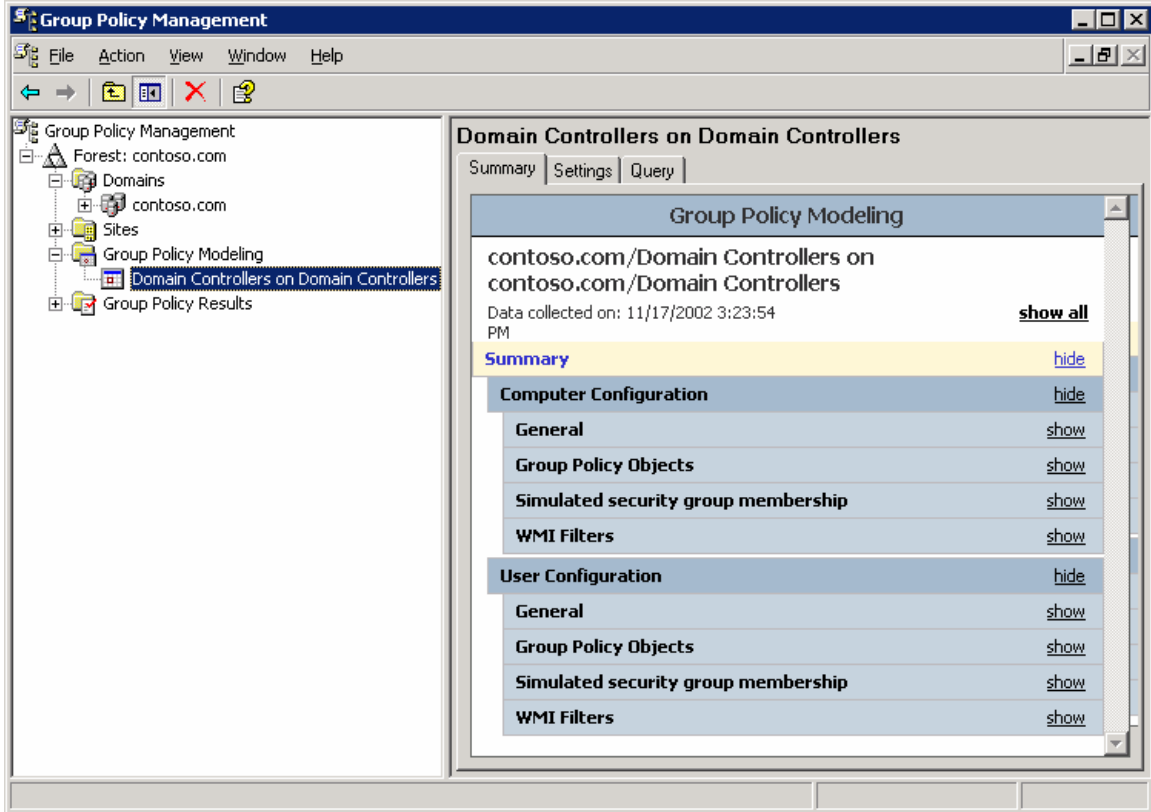 Group Policy Management
File Action View Window Help
Group Policy Management
Forest: contoso.com
Domains
contoso.com
Sites
Group Policy Modeling
Domain Controllers on Domain Controllers
Group Policy Results
Domain Controllers on Domain Controllers
Summary Settings Query
Group Policy Modeling
contoso.com/Domain Controllers on
contoso.com/Domain Controllers
Data collected on: 11/17/2002 3:23:54
PM
show all
Summary hide
Computer Configuration hide
General show
Group Policy Objects show
Simulated security group membership show
WMI Filters show
User Configuration hide
General show
Group Policy Objects show
Simulated security group membership show
WMI Filters show